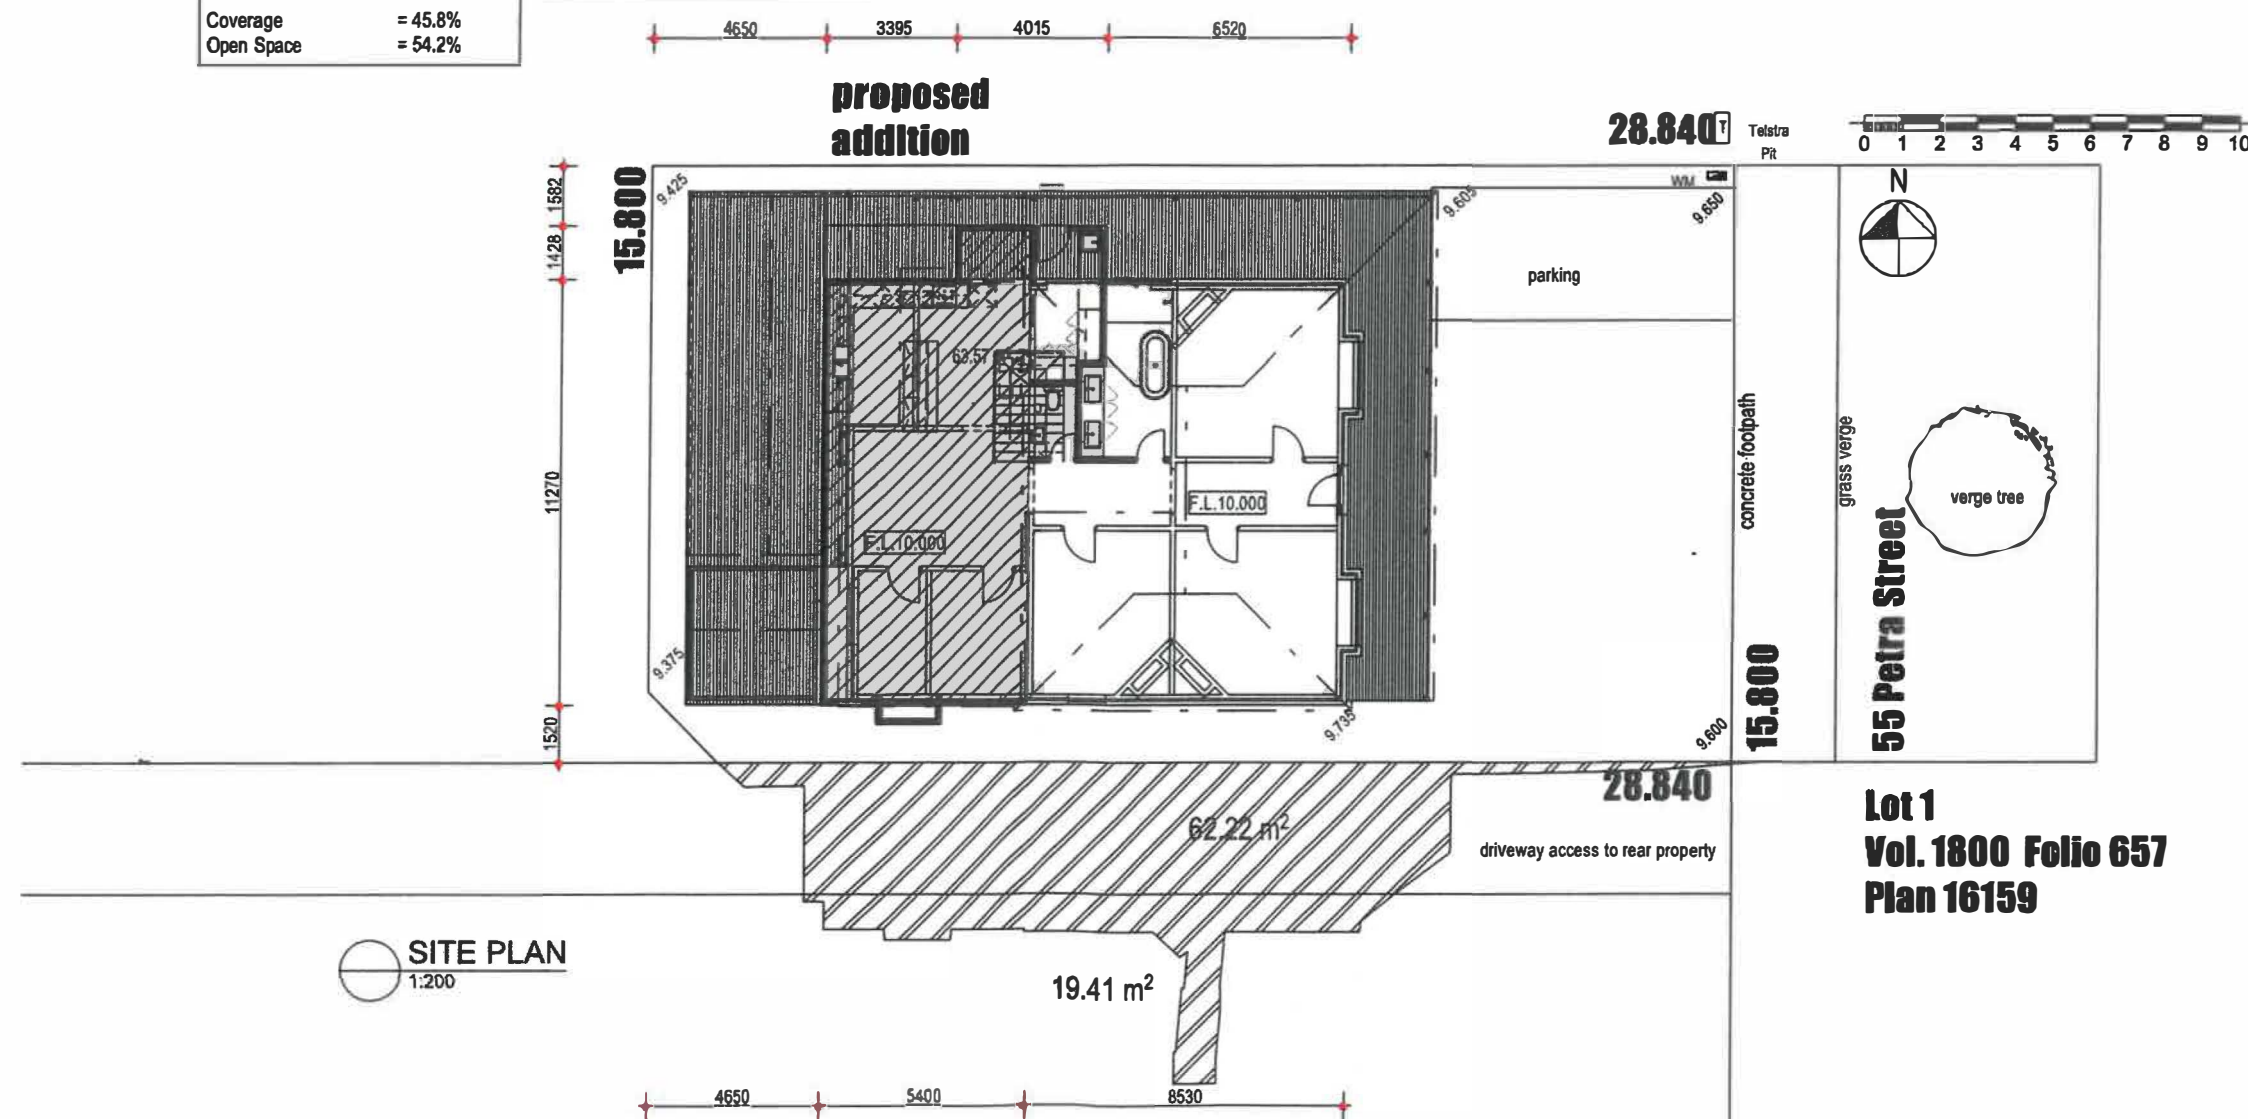 Coverage = 45.8%
Open Space = 54.2%
4650 3395 4015 6520
proposed
addition
28.840
T
Telstra
Pit
0 1 2 3 4 5 6 7 8 9 10
N
WM
15.800
1582
1428
11270
1520
9.425
9.605
9.650
parking
63.57
F.L.10.000
F.L.10.000
concrete footpath
grass verge
verge tree
55 Petra Street
9.375
9.735
9.600
15.800
28.840
62.22 m²
driveway access to rear property
Lot 1
Vol. 1800 Folio 657
Plan 16159
SITE PLAN
1:200
19.41 m²
4650 5400 8530